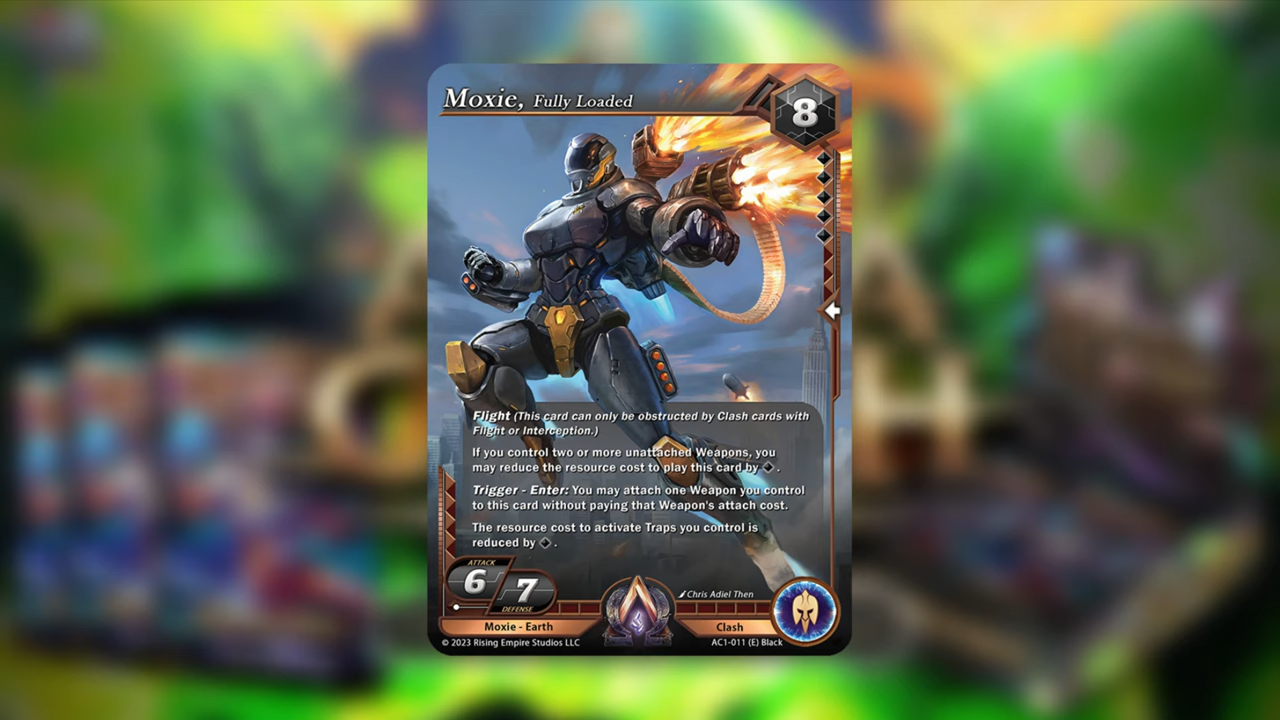 Moxie, Fully Loaded
8
Flight (This card can only be obstructed by Clash cards with
Flight or Interception.)
If you control two or more unattached Weapons, you
may reduce the resource cost to play this card by .
Trigger - Enter: You may attach one Weapon you control
to this card without paying that Weapon's attach cost.
The resource cost to activate Traps you control is
reduced by .
ATTACK
6
7
DEFENSE
Chris Adiel Then
Moxie - Earth
Clash
© 2023 Rising Empire Studios LLC
AC1-011 (E) Black